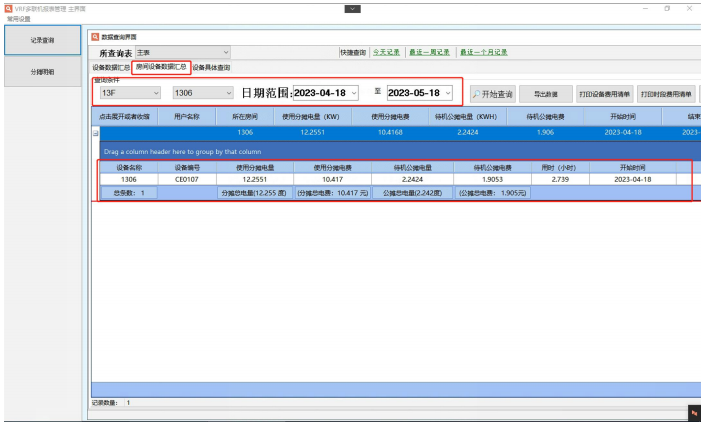 VRF多联机报表管理 主界面
常用设置
记录查询
分摊明细
数据查询界面
所查询表 主表 快捷查询 今天记录 最近一周记录 最近一个月记录
设备数据汇总 房间设备数据汇总 设备具体查询
查询条件
13F 1306 日期范围:2023-04-18 至 2023-05-18 开始查询 导出数据 打印设备费用清单 打印时段费用清单
点击展开或者收缩 用户名称 所在房间 使用分摊电量 (KW) 使用分摊电费 待机公摊电量 (KWH) 待机公摊电费 开始时间 结束
1306 12.2551 10.4168 2.2424 1.906 2023-04-18 2023-
Drag a column header here to group by that column
设备名称 设备编号 使用分摊电量 使用分摊电费 待机公摊电量 待机公摊电费 用时 (小时) 开始时间
1306 CE0107 12.2551 10.417 2.2424 1.9053 2.739 2023-04-18
总条数: 1 分摊总电量(12.255 度) (分摊总电费: 10.417 元) 公摊总电量(2.242度) (公摊总电费: 1.905元)
记录数量: 1